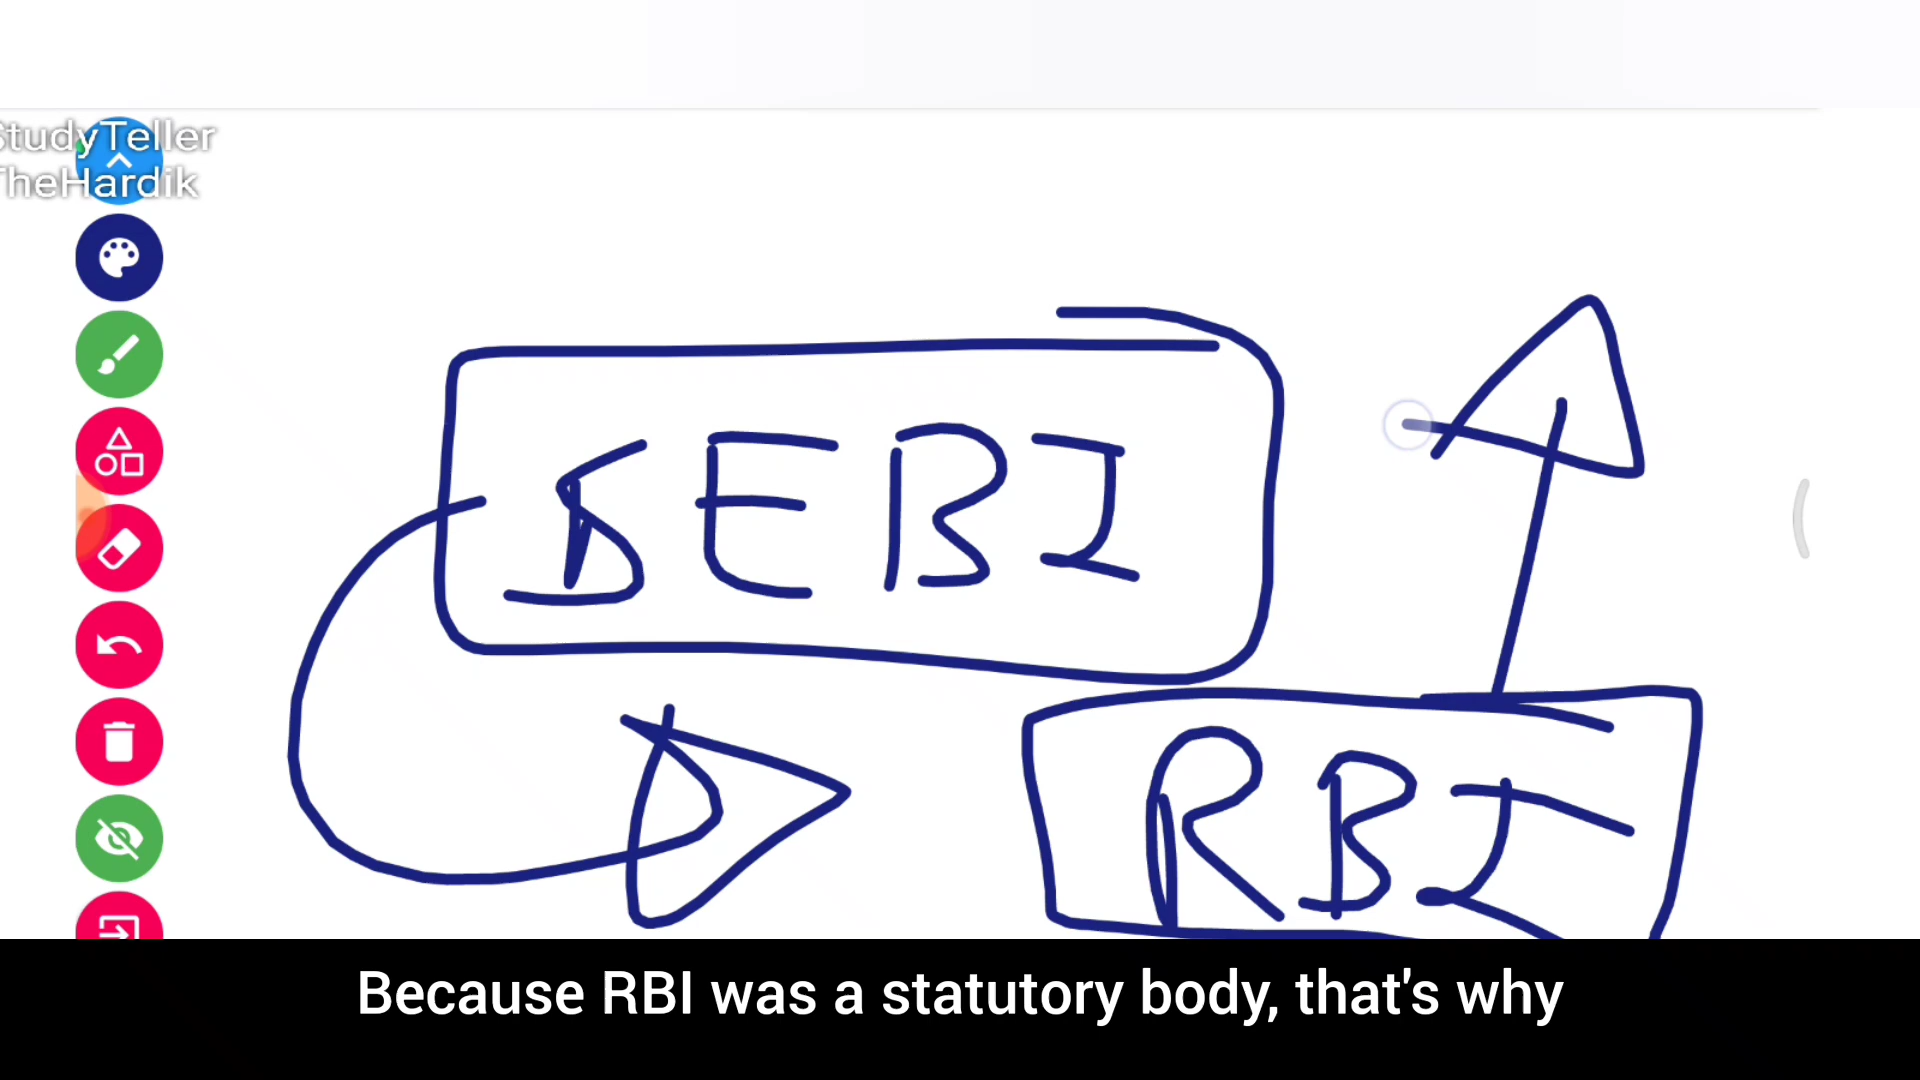 StudyTeller
TheHardik
SEBI
RBI
Because RBI was a statutory body, that's why